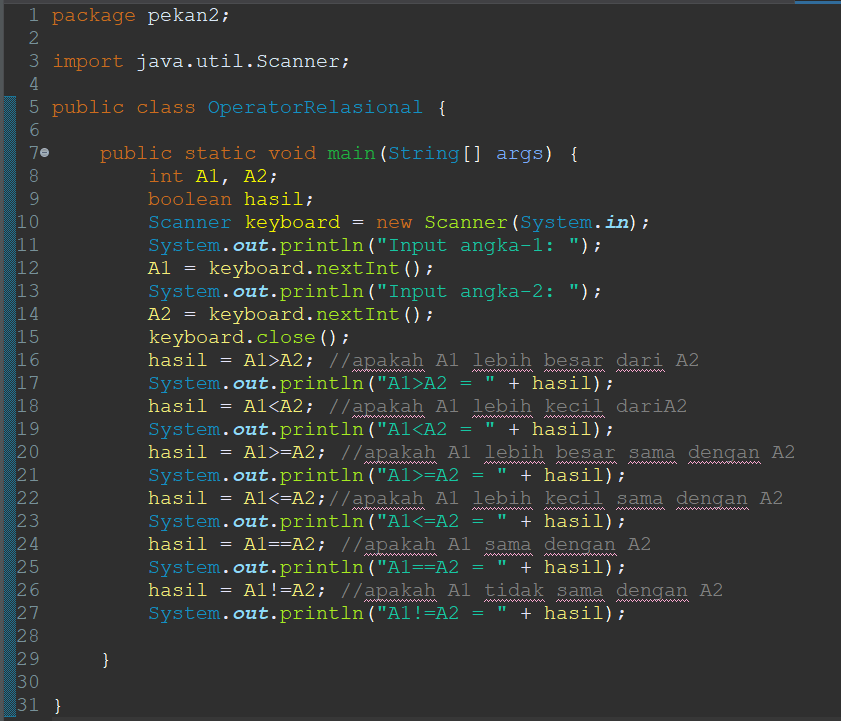 1 package pekan2;
2
3 import java.util.Scanner;
4
5 public class OperatorRelasional {
6
7 public static void main(String[] args) {
8 int A1, A2;
9 boolean hasil;
10 Scanner keyboard = new Scanner(System.in);
11 System.out.println("Input angka-1: ");
12 A1 = keyboard.nextInt();
13 System.out.println("Input angka-2: ");
14 A2 = keyboard.nextInt();
15 keyboard.close();
16 hasil = A1>A2; //apakah A1 lebih besar dari A2
17 System.out.println("A1>A2 = " + hasil);
18 hasil = A1<A2; //apakah A1 lebih kecil dariA2
19 System.out.println("A1<A2 = " + hasil);
20 hasil = A1>=A2; //apakah A1 lebih besar sama dengan A2
21 System.out.println("A1>=A2 = " + hasil);
22 hasil = A1<=A2;//apakah A1 lebih kecil sama dengan A2
23 System.out.println("A1<=A2 = " + hasil);
24 hasil = A1==A2; //apakah A1 sama dengan A2
25 System.out.println("A1==A2 = " + hasil);
26 hasil = A1!=A2; //apakah A1 tidak sama dengan A2
27 System.out.println("A1!=A2 = " + hasil);
28
29 }
30
31 }